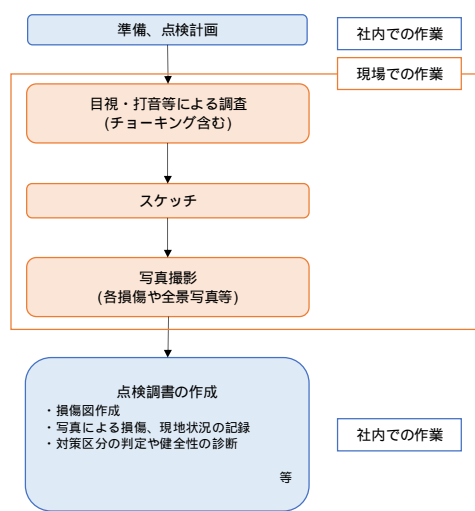 準備、点検計画
社内での作業
現場での作業
目視・打音等による調査
(チョーキング含む)
スケッチ
写真撮影
(各損傷や全景写真等)
点検調書の作成
・損傷図作成
・写真による損傷、現地状況の記録
・対策区分の判定や健全性の診断
等
社内での作業